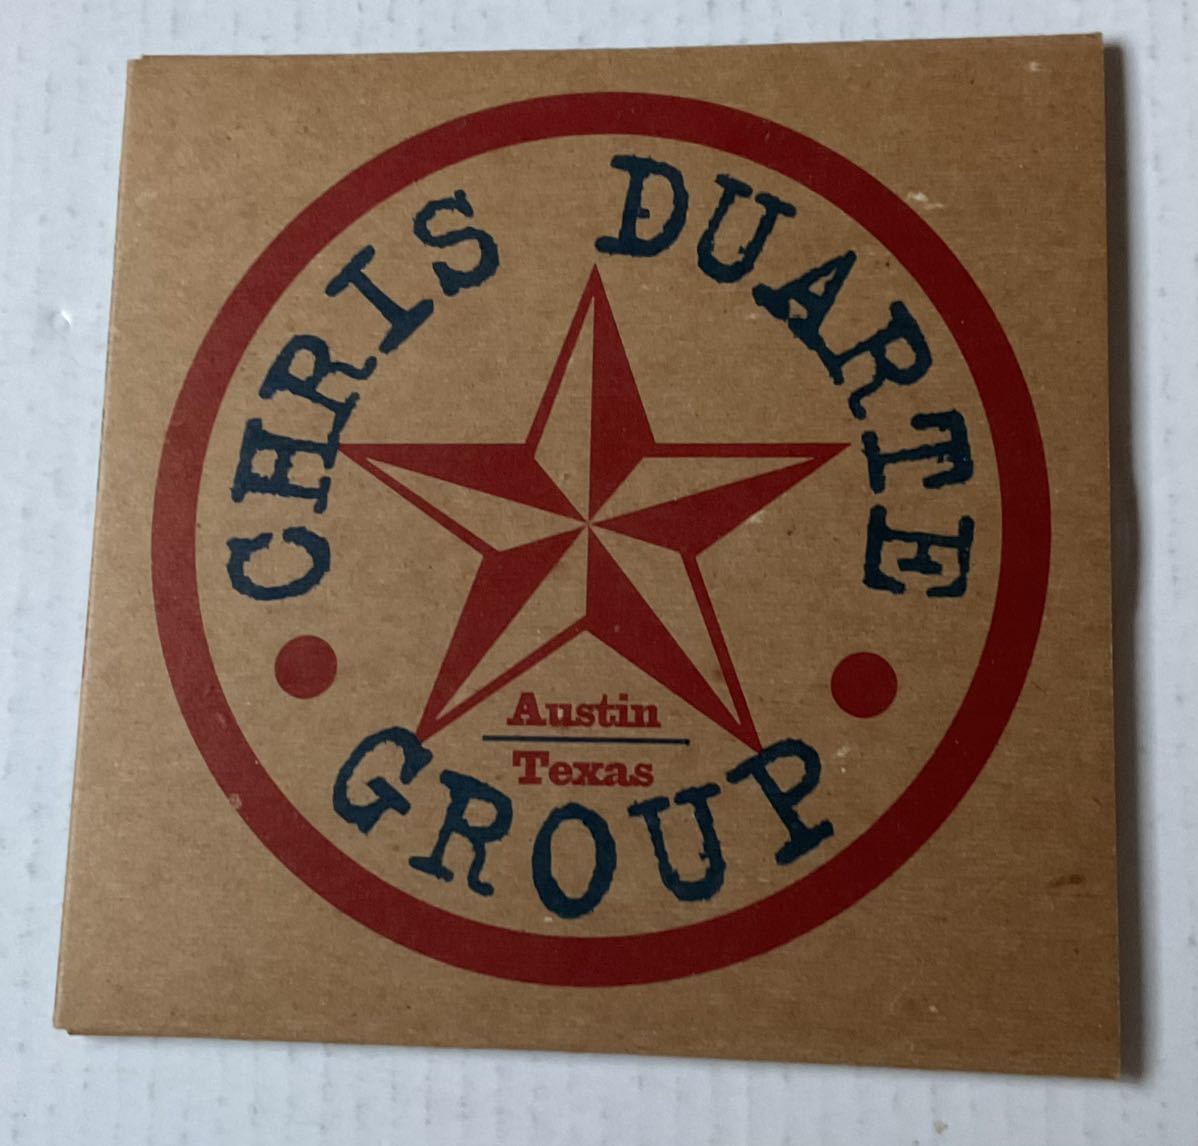 CHRIS DUARTE
Austin
Texas
GROUP